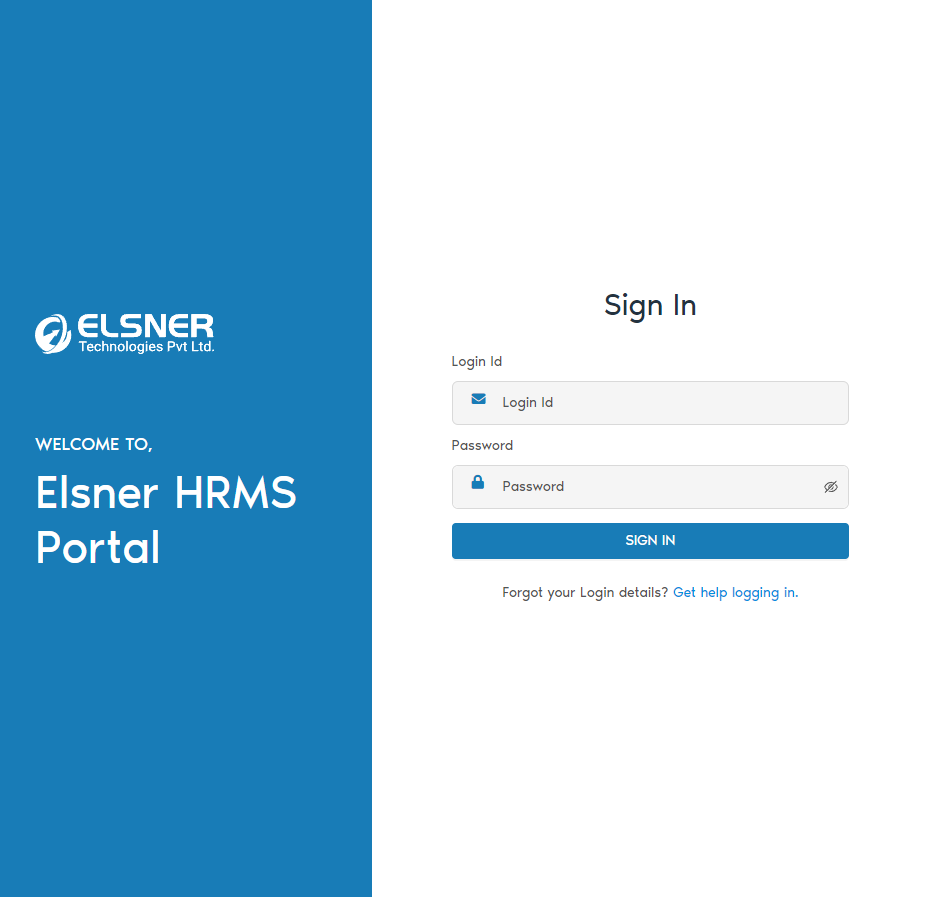 ELSNER
Technologies Pvt Ltd.
WELCOME TO,
Elsner HRMS
Portal
Sign In
Login Id
Login Id
Password
Password
SIGN IN
Forgot your Login details? Get help logging in.